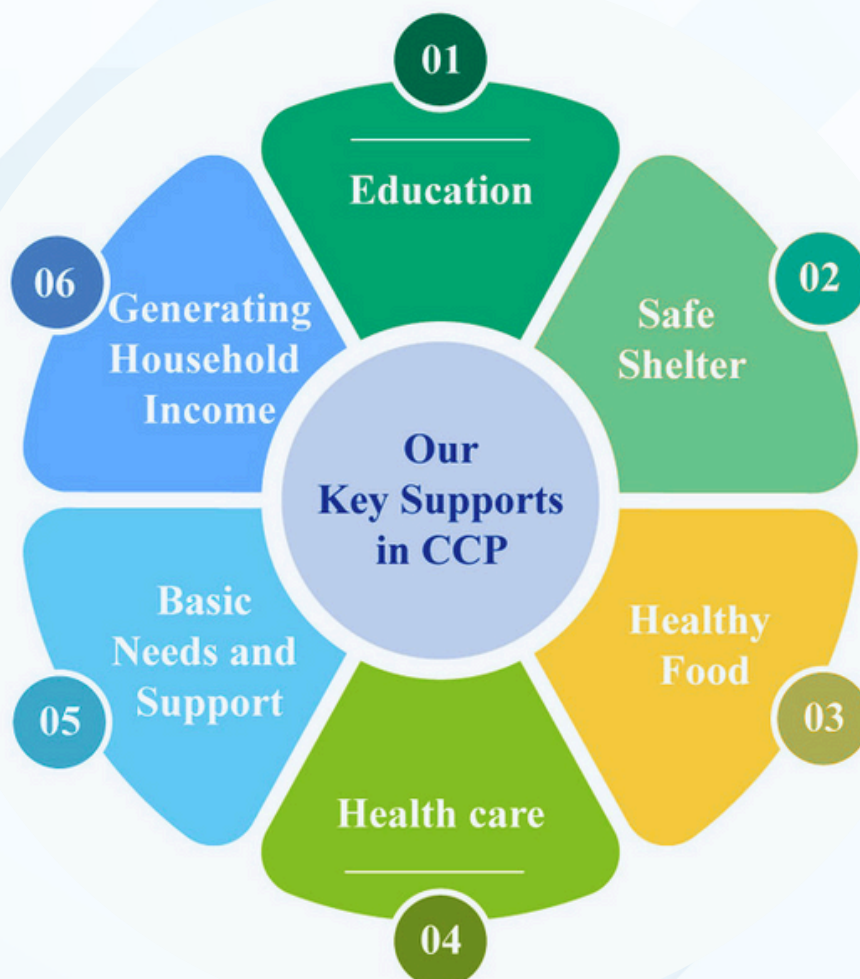 01
Education
02
Safe
Shelter
03
Healthy
Food
04
Health care
05
Basic
Needs and
Support
06
Generating
Household
Income
Our
Key Supports
in CCP